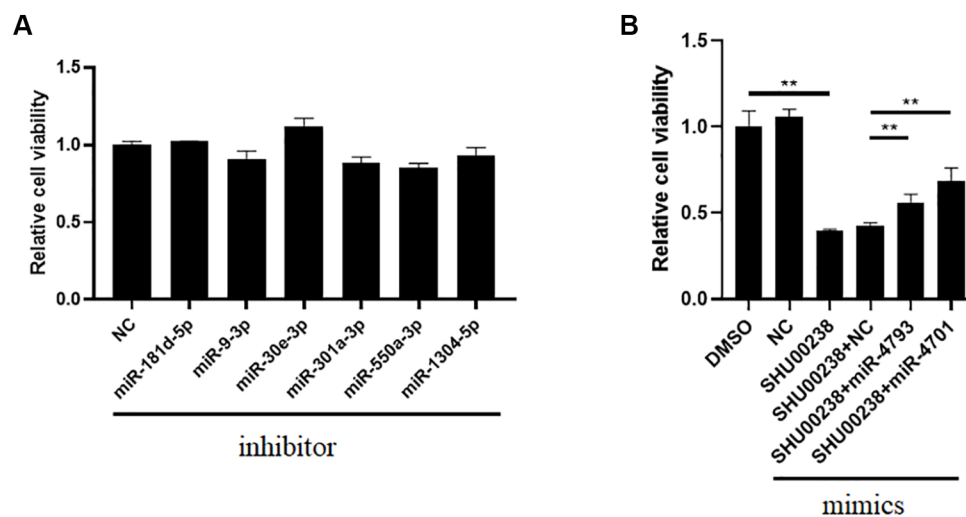 A
Relative cell viability
1.5
1.0
0.5
0.0
NC
miR-181d-5p
miR-9-3p
miR-30e-3p
miR-301a-3p
miR-550a-3p
miR-1304-5p
inhibitor
B
Relative cell viability
1.5
1.0
0.5
0.0
**
**
**
DMSO
NC
SHU00238
SHU00238+NC
SHU00238+miR-4793
SHU00238+miR-4701
mimics